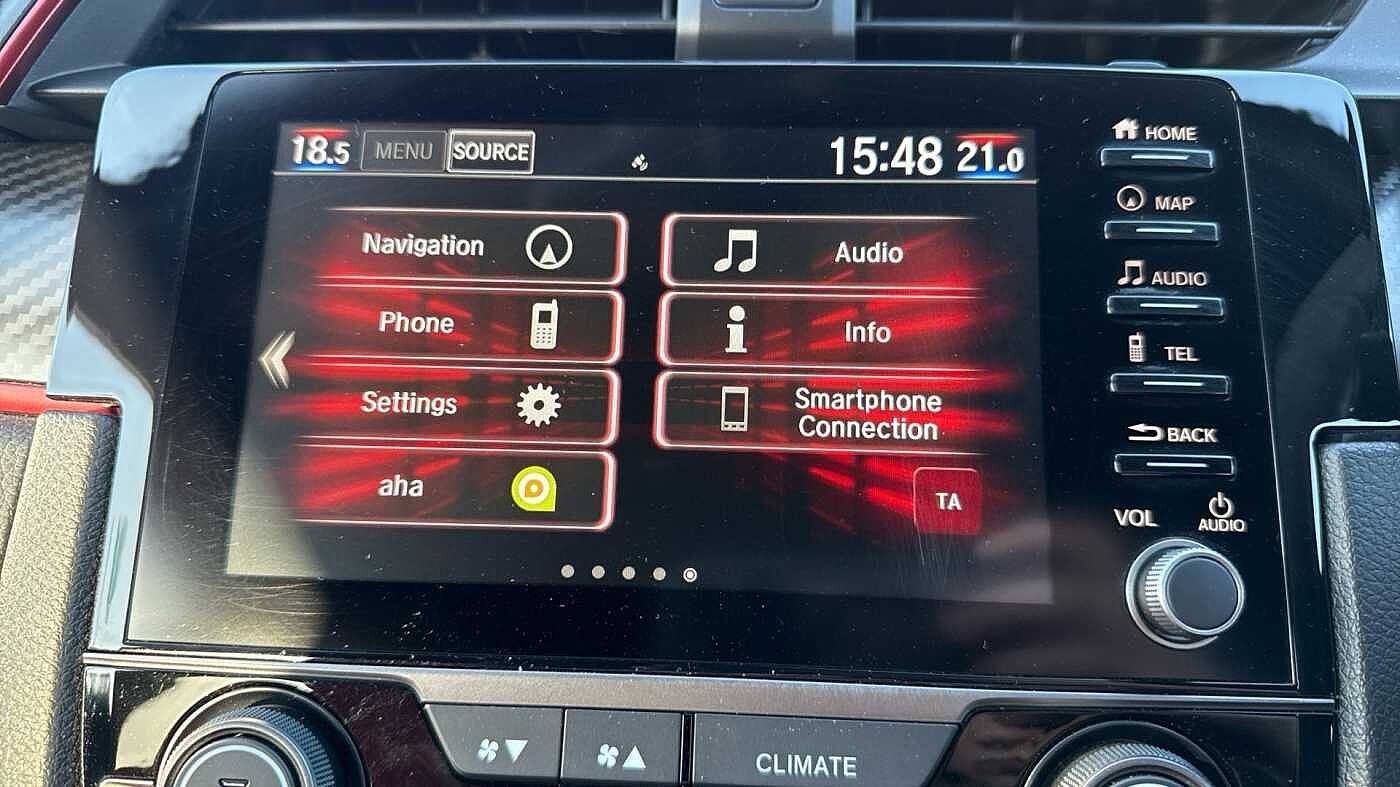 18.5 MENU SOURCE 15:48 21.0
Navigation
Audio
Phone
Info
Settings
Smartphone
Connection
aha
TA
HOME
MAP
AUDIO
TEL
BACK
VOL
AUDIO
CLIMATE